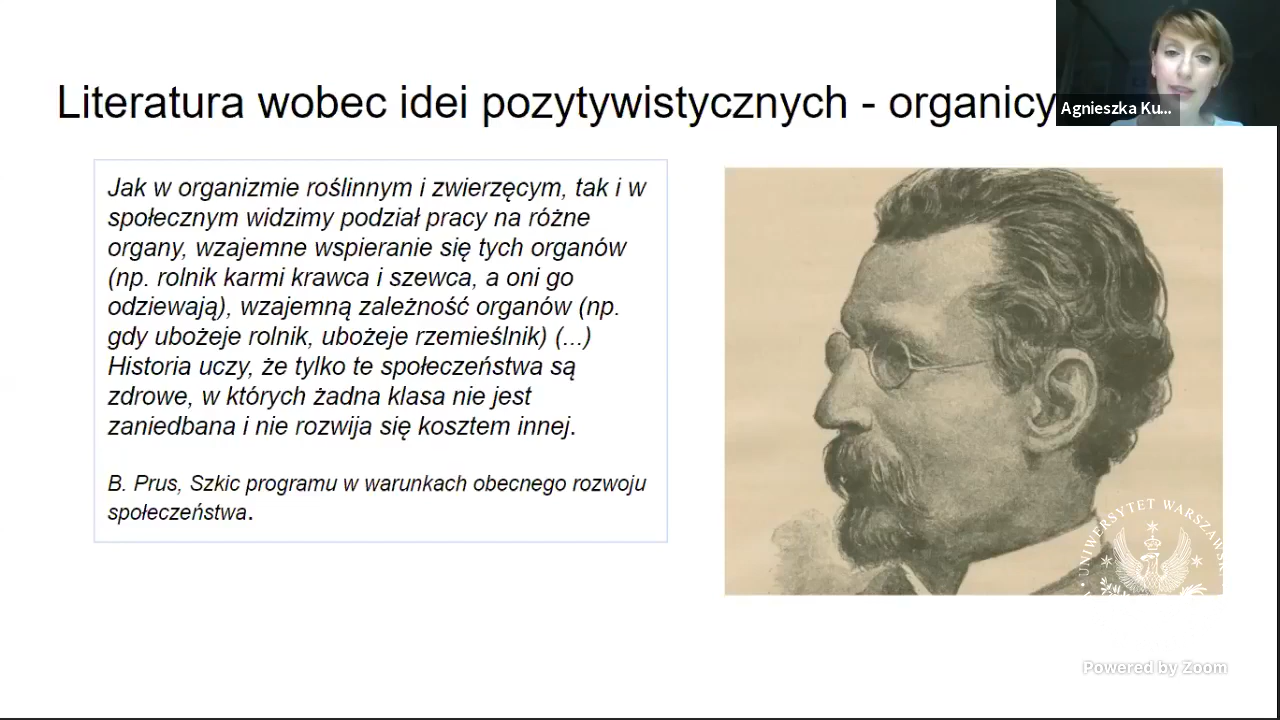 Literatura wobec idei pozytywistycznych - organicy
Agnieszka Ku...
Jak w organizmie roślinnym i zwierzęcym, tak i w
społecznym widzimy podział pracy na różne
organy, wzajemne wspieranie się tych organów
(np. rolnik karmi krawca i szewca, a oni go
odziewają), wzajemną zależność organów (np.
gdy ubożeje rolnik, ubożeje rzemieślnik) (...)
Historia uczy, że tylko te społeczeństwa są
zdrowe, w których żadna klasa nie jest
zaniedbana i nie rozwija się kosztem innej.
B. Prus, Szkic programu w warunkach obecnego rozwoju
społeczeństwa.
UNIWERSYTET WARSZAWSK
Powered by Zoom